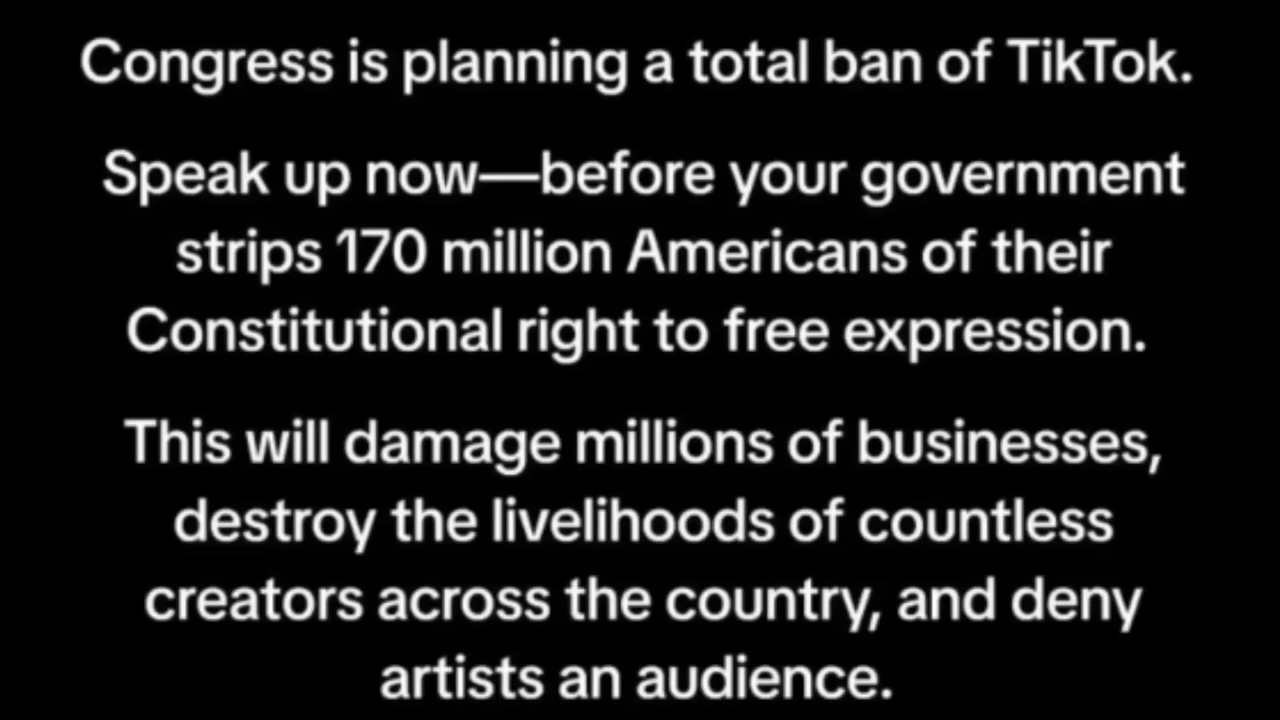 Congress is planning a total ban of TikTok.
Speak up now—before your government
strips 170 million Americans of their
Constitutional right to free expression.
This will damage millions of businesses,
destroy the livelihoods of countless
creators across the country, and deny
artists an audience.